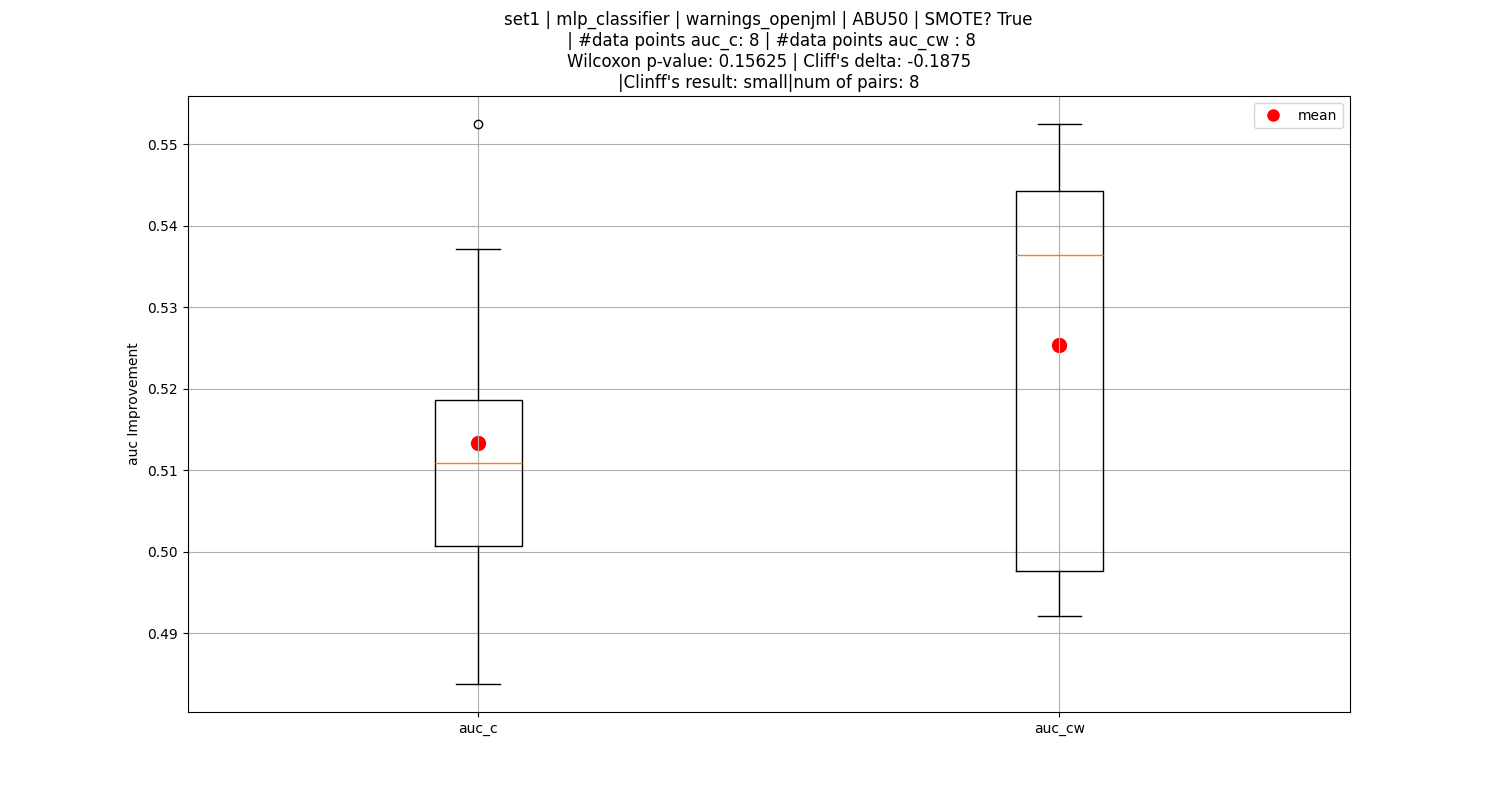 set1 | mlp_classifier | warnings_openjml | ABU50 | SMOTE? True
| #data points auc_c: 8 | #data points auc_cw : 8
Wilcoxon p-value: 0.15625 | Cliff's delta: -0.1875
|Clinff's result: small|num of pairs: 8
mean
0.55
0.54
0.53
0.52
0.51
0.50
0.49
auc Improvement
auc_c
auc_cw